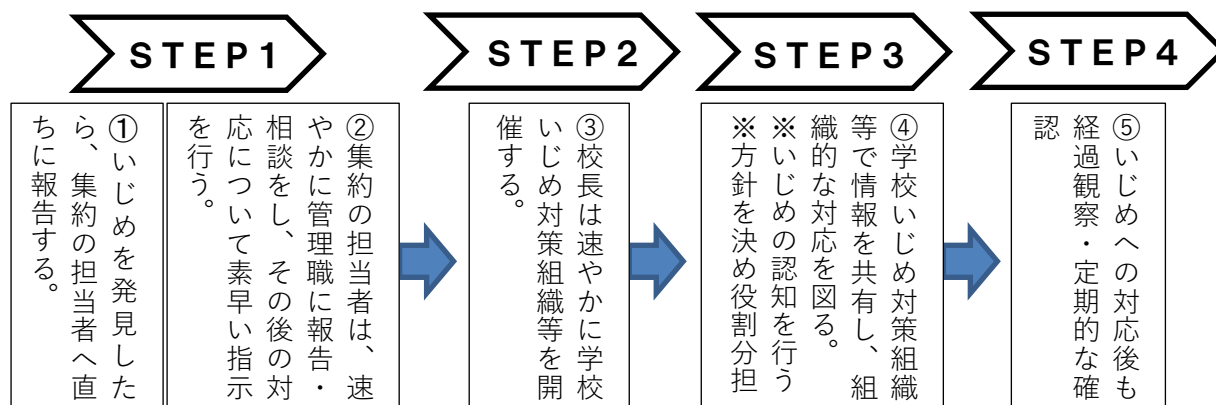 STEP1
STEP2
STEP3
STEP4
①いじめを発見した
ら、集約の担当者へ直
ちに報告する。
②集約の担当者は、速
やかに管理職に報告・
相談をし、その後の対
応について素早い指示
を行う。
③校長は速やかに学校
いじめ対策組織等を開
催する。
④学校いじめ対策組織
等で情報を共有し、組
織的な対応を図る。
※いじめの認知を行う
※方針を決め役割分担
⑤いじめへの対応後も
経過観察・定期的な確
認